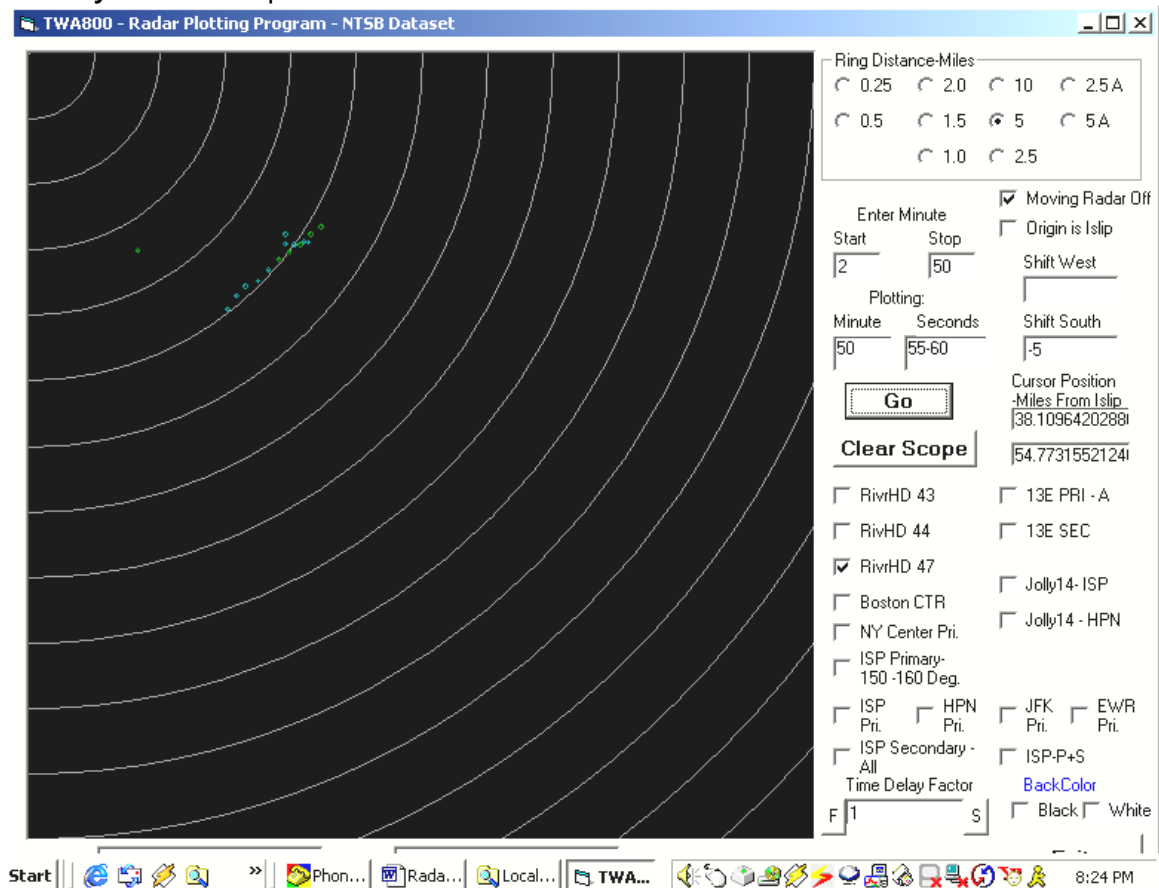 TWA800 - Radar Plotting Program - NTSB Dataset
Ring Distance-Miles
0.25 2.0 10 2.5 A
0.5 1.5 5 5 A
1.0 2.5
Moving Radar Off
Enter Minute
Origin is Islip
Start Stop
Shift West
2 50
Plotting:
Minute Seconds
Shift South
50 55-60
-5
Cursor Position
-Miles From Islip
Go
38.1096420288
Clear Scope
54.7731552124
RivrHD 43
13E PRI - A
RivHD 44
13E SEC
RivrHD 47
Jolly14- ISP
Boston CTR
Jolly14 - HPN
NY Center Pri.
ISP Primary-
150 -160 Deg.
ISP Pri. HPN Pri. JFK Pri. EWR Pri.
ISP Secondary - All
ISP-P+S
Time Delay Factor
BackColor
F 1 S
Black White
Start » Phon... Rada... Local... TWA... 8:24 PM